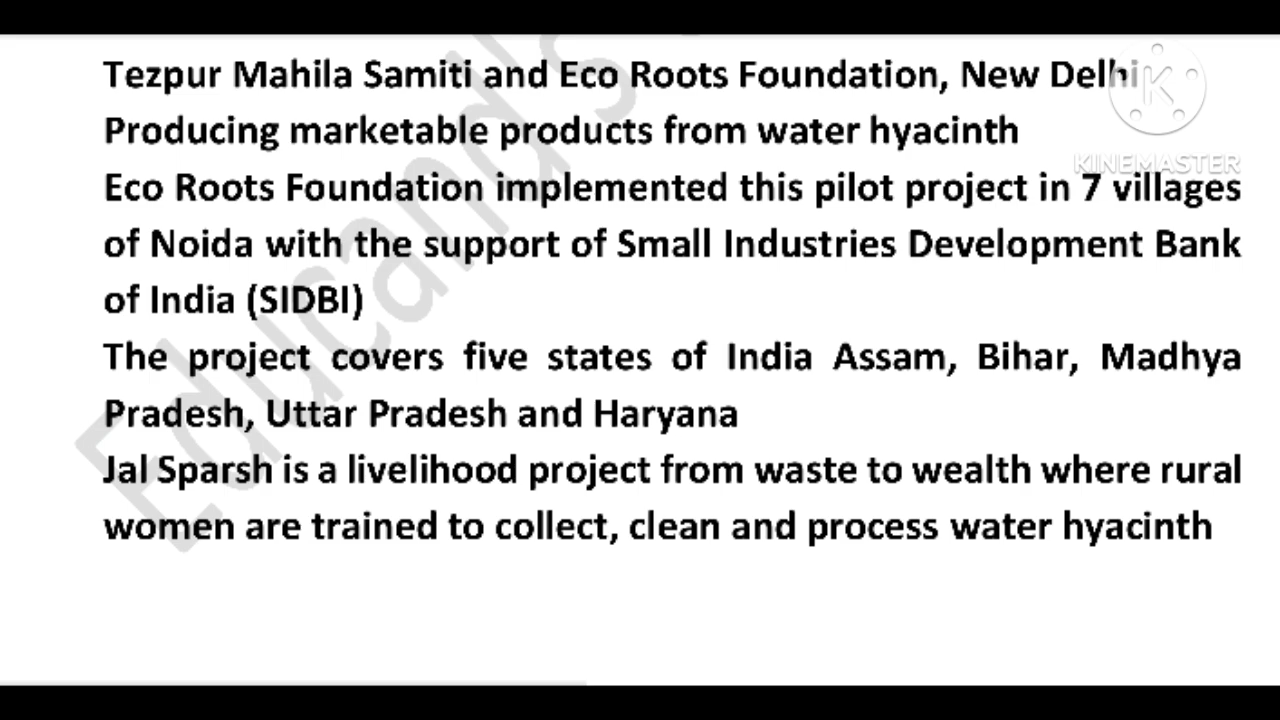 Tezpur Mahila Samiti and Eco Roots Foundation, New Delhi
Producing marketable products from water hyacinth
KINEMASTER
Eco Roots Foundation implemented this pilot project in 7 villages
of Noida with the support of Small Industries Development Bank
of India (SIDBI)
The project covers five states of India Assam, Bihar, Madhya
Pradesh, Uttar Pradesh and Haryana
Jal Sparsh is a livelihood project from waste to wealth where rural
women are trained to collect, clean and process water hyacinth
Educand's